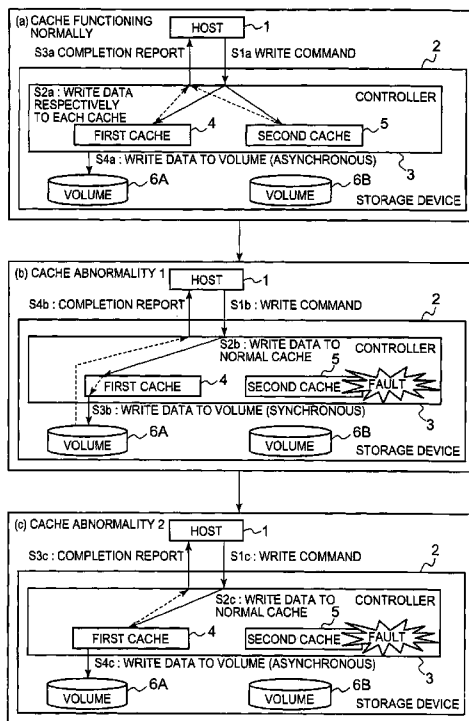 (a) CACHE FUNCTIONING
NORMALLY
HOST
1
S3a COMPLETION REPORT
S1a WRITE COMMAND
2
S2a: WRITE DATA
RESPECTIVELY
TO EACH CACHE
CONTROLLER
4
5
FIRST CACHE
SECOND CACHE
S4a : WRITE DATA TO VOLUME (ASYNCHRONOUS)
3
6A
6B
VOLUME
VOLUME
STORAGE DEVICE
(b) CACHE ABNORMALITY 1
HOST
1
S4b : COMPLETION REPORT
S1b : WRITE COMMAND
2
S2b : WRITE DATA TO
NORMAL CACHE
CONTROLLER
4
5
FIRST CACHE
SECOND CACHE
FAULT
S3b : WRITE DATA TO VOLUME (SYNCHRONOUS)
3
6A
6B
VOLUME
VOLUME
STORAGE DEVICE
(c) CACHE ABNORMALITY 2
HOST
1
S3c : COMPLETION REPORT
S1c : WRITE COMMAND
2
S2c : WRITE DATA TO
NORMAL CACHE
CONTROLLER
4
5
FIRST CACHE
SECOND CACHE
FAULT
S4c : WRITE DATA TO VOLUME (ASYNCHRONOUS)
3
6A
6B
VOLUME
VOLUME
STORAGE DEVICE